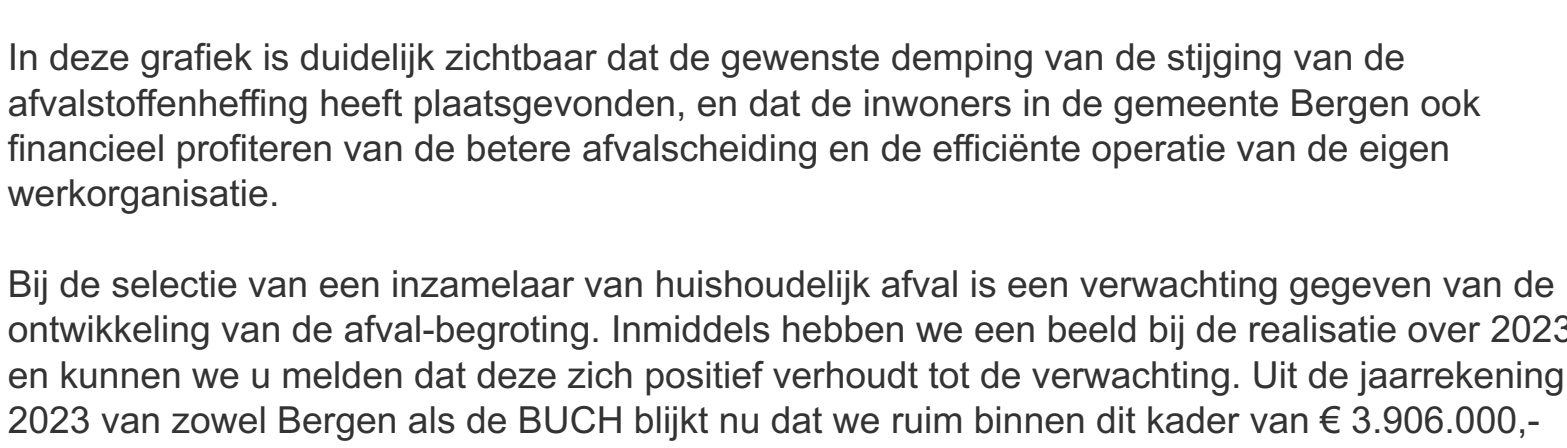 In deze grafiek is duidelijk zichtbaar dat de gewenste demping van de stijging van de
afvalstoffenheffing heeft plaatsgevonden, en dat de inwoners in de gemeente Bergen ook
financieel profiteren van de betere afvalscheiding en de efficiënte operatie van de eigen
werkorganisatie.
Bij de selectie van een inzamelaar van huishoudelijk afval is een verwachting gegeven van de
ontwikkeling van de afval-begroting. Inmiddels hebben we een beeld bij de realisatie over 2023
en kunnen we u melden dat deze zich positief verhoudt tot de verwachting. Uit de jaarrekening
2023 van zowel Bergen als de BUCH blijkt nu dat we ruim binnen dit kader van € 3.906.000,-